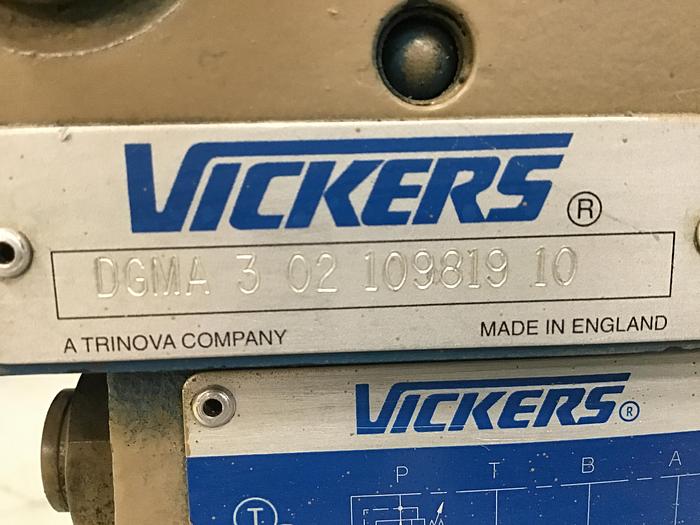 VICKERS ®
DGMA 3 02 109819 10
A TRINOVA COMPANY MADE IN ENGLAND
VICKERS ®
P T B A
T